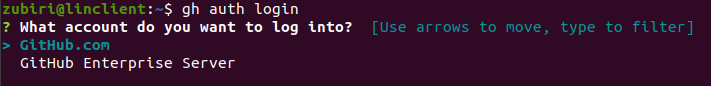 zubiri@linclient:~$ gh auth login
? What account do you want to log into?  [Use arrows to move, type to filter]
> GitHub.com
  GitHub Enterprise Server